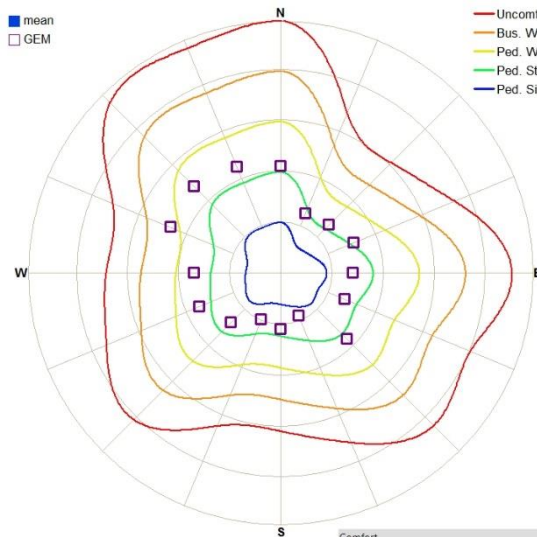 N
mean
GEM
Uncomf
Bus. W
Ped. W
Ped. St
Ped. Si
W
E
S
Comfort